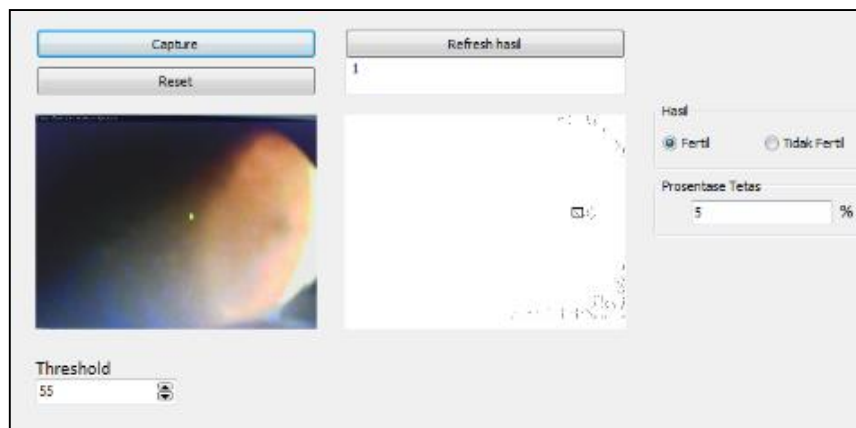 Capture
Refresh hasil
Reset
1
Hasil
Fertil
Tidak Fertil
Prosentase Tetas
5
%
Threshold
55